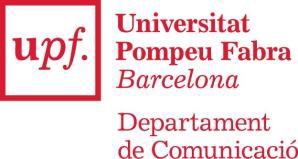 upf.
Universitat
Pompeu Fabra
Barcelona
Departament
de Comunicació